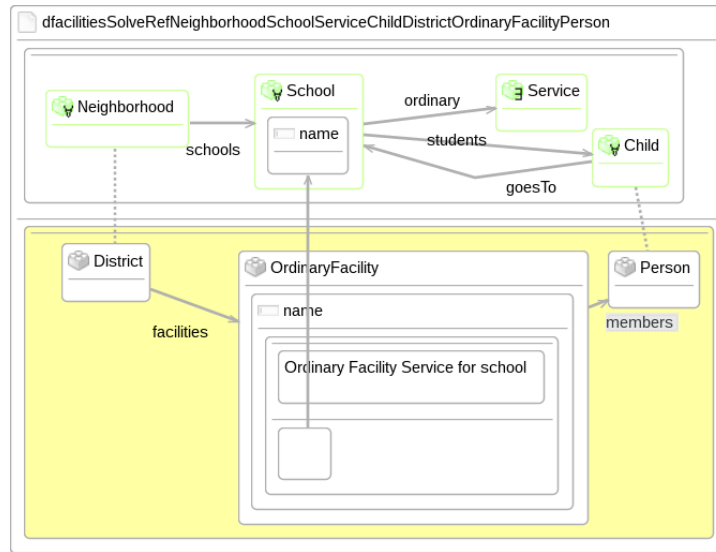 dfacilitiesSolveRefNeighborhoodSchoolServiceChildDistrictOrdinaryFacilityPerson
Neighborhood
schools
School
name
ordinary
Service
students
goesTo
Child
District
facilities
OrdinaryFacility
name
Ordinary Facility Service for school
Person
members